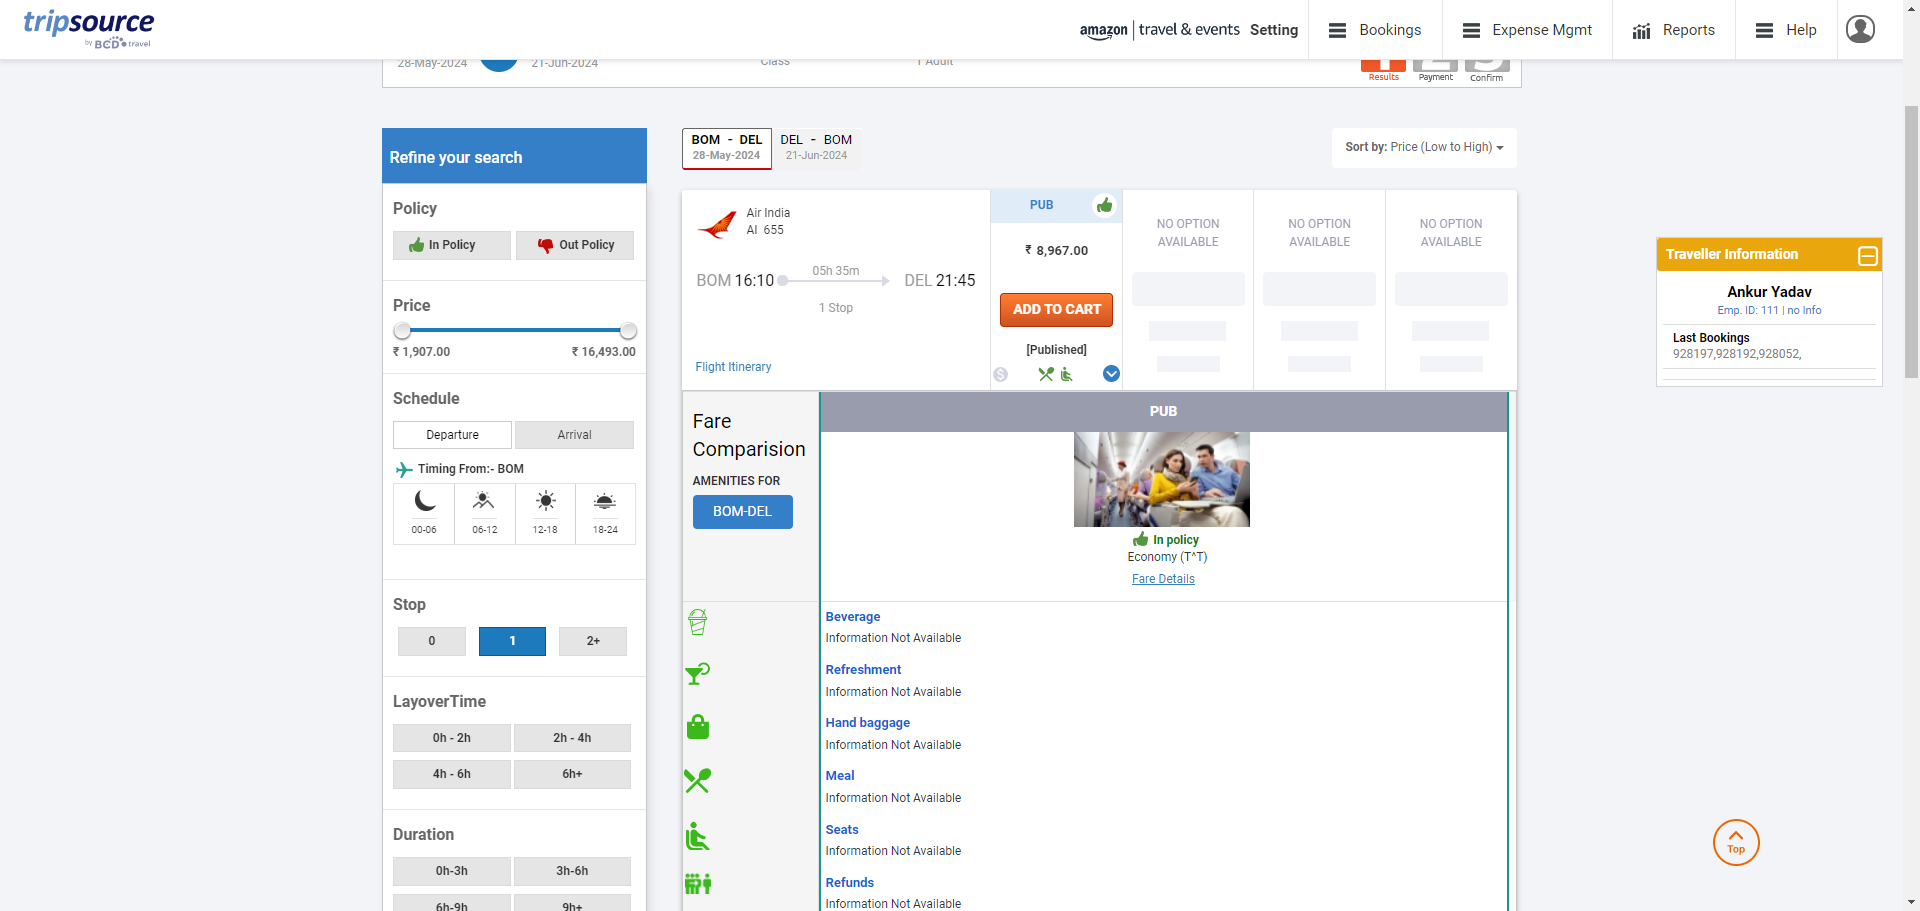 tripsource
by BCD travel
amazon | travel & events Setting
Bookings
Expense Mgmt
Reports
Help
28-May-2024
21-Jun-2024
Class
1 Adult
Results
Payment
Confirm
Refine your search
Policy
In Policy
Out Policy
Price
₹ 1,907.00
₹ 16,493.00
Schedule
Departure
Arrival
Timing From:- BOM
00-06
06-12
12-18
18-24
Stop
0
1
2+
LayoverTime
0h - 2h
2h - 4h
4h - 6h
6h+
Duration
0h-3h
3h-6h
6h-9h
9h+
BOM - DEL
28-May-2024
DEL - BOM
21-Jun-2024
Sort by: Price (Low to High)
Air India
AI 655
BOM 16:10
05h 35m
DEL 21:45
1 Stop
Flight Itinerary
PUB
₹ 8,967.00
ADD TO CART
[Published]
NO OPTION
AVAILABLE
NO OPTION
AVAILABLE
NO OPTION
AVAILABLE
Fare
Comparision
AMENITIES FOR
BOM-DEL
PUB
In policy
Economy (T^T)
Fare Details
Beverage
Information Not Available
Refreshment
Information Not Available
Hand baggage
Information Not Available
Meal
Information Not Available
Seats
Information Not Available
Refunds
Information Not Available
Traveller Information
Ankur Yadav
Emp. ID: 111 | no Info
Last Bookings
928197,928192,928052,
Top